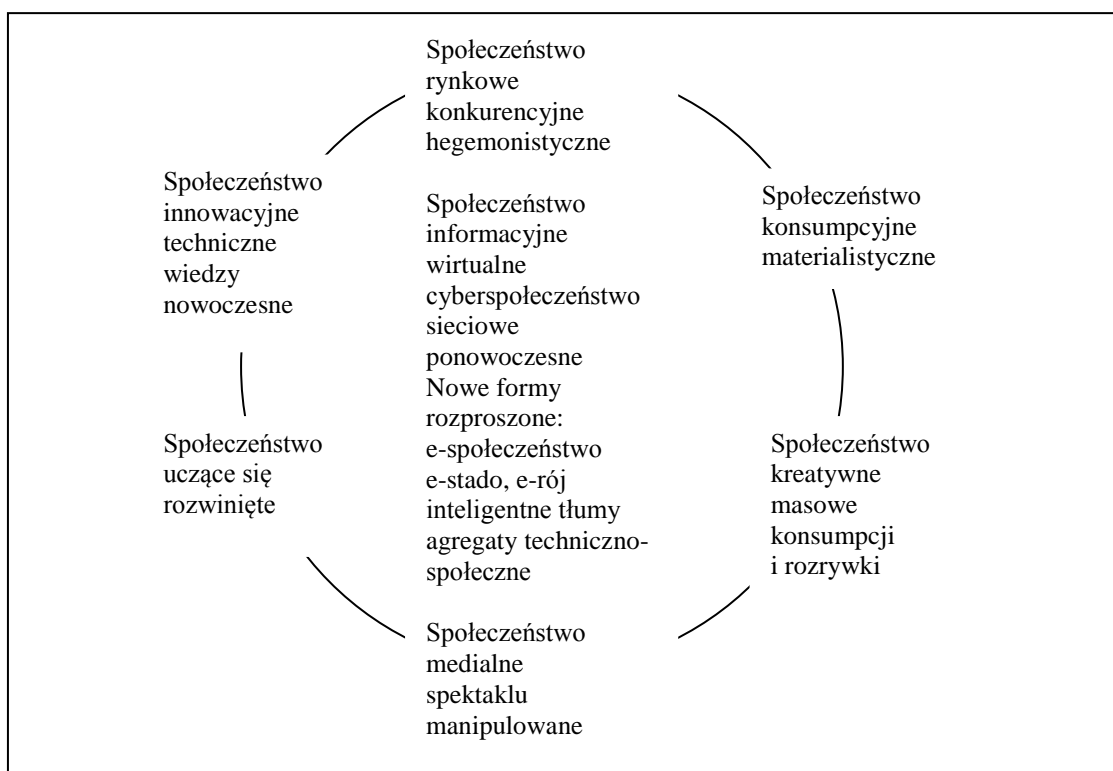 Społeczeństwo
rynkowe
konkurencyjne
hegemonistyczne
Społeczeństwo
innowacyjne
techniczne
wiedzy
nowoczesne
Społeczeństwo
informacyjne
wirtualne
cyberspołeczeństwo
sieciowe
ponowoczesne
Nowe formy
rozproszone:
e-społeczeństwo
e-stado, e-rój
inteligentne tłumy
agregaty techniczno-
społeczne
Społeczeństwo
konsumpcyjne
materialistyczne
Społeczeństwo
uczące się
rozwinięte
Społeczeństwo
kreatywne
masowe
konsumpcji
i rozrywki
Społeczeństwo
medialne
spektaklu
manipulowane